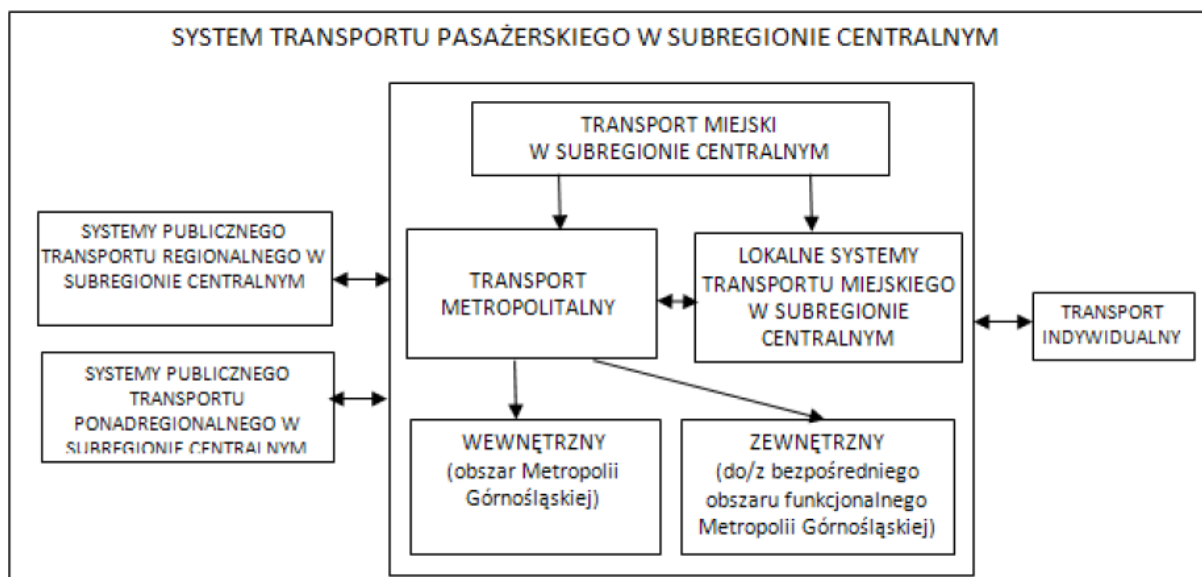 SYSTEM TRANSPORTU PASAŻERSKIEGO W SUBREGIONIE CENTRALNYM
TRANSPORT MIEJSKI
W SUBREGIONIE CENTRALNYM
SYSTEMY PUBLICZNEGO
TRANSPORTU REGIONALNEGO W
SUBREGIONIE CENTRALNYM
TRANSPORT
METROPOLITALNY
LOKALNE SYSTEMY
TRANSPORTU MIEJSKIEGO
W SUBREGIONIE
CENTRALNYM
TRANSPORT
INDYWIDUALNY
SYSTEMY PUBLICZNEGO
TRANSPORTU
PONADREGIONALNEGO W
SUBREGIONIE CENTRALNYM
WEWNĘTRZNY
(obszar Metropolii
Górnośląskiej)
ZEWNĘTRZNY
(do/z bezpośredniego
obszaru funkcjonalnego
Metropolii Górnośląskiej)